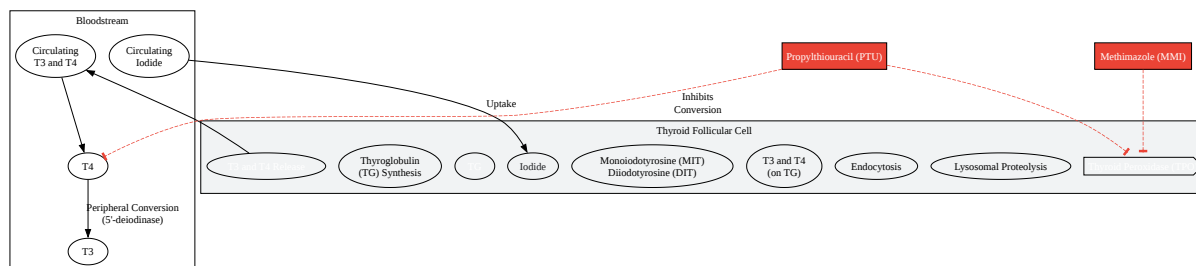 Bloodstream
Circulating
T3 and T4
Circulating
Iodide
Propylthiouracil (PTU)
Methimazole (MMI)
Uptake
Inhibits
Conversion
Thyroid Follicular Cell
T4
Thyroglobulin
(TG) Synthesis
Iodide
Monoiodotyrosine (MIT)
Diiodotyrosine (DIT)
T3 and T4
(on TG)
Endocytosis
Lysosomal Proteolysis
Peripheral Conversion
(5'-deiodinase)
T3